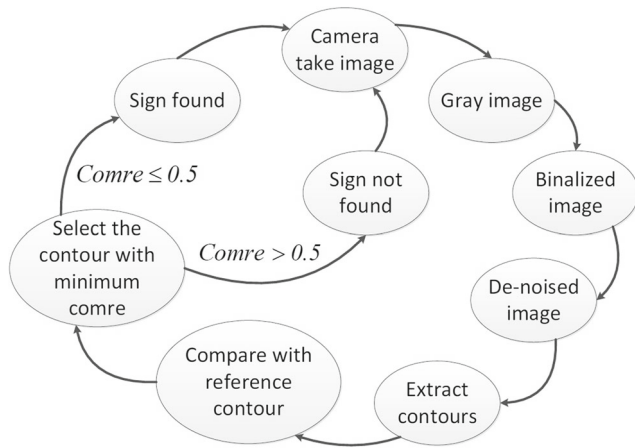 Camera
take image
Gray image
Binalized
image
De-noised
image
Extract
contours
Compare with
reference
contour
Select the
contour with
minimum
comre
Comre ≤ 0.5
Sign found
Comre > 0.5
Sign not
found